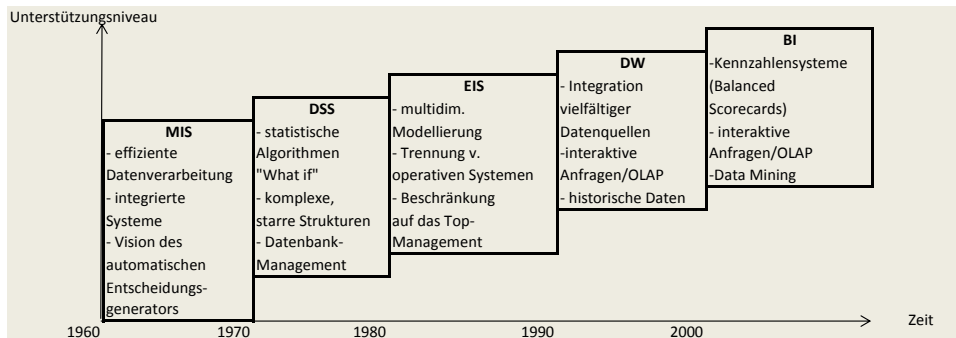 Unterstützungsniveau
MIS
- effiziente
Datenverarbeitung
- integrierte
Systeme
- Vision des
automatischen
Entscheidungs-
generators
DSS
- statistische
Algorithmen
"What if"
- komplexe,
starre Strukturen
- Datenbank-
Management
EIS
- multidim.
Modellierung
- Trennung v.
operativen Systemen
- Beschränkung
auf das Top-
Management
DW
- Integration
vielfältiger
Datenquellen
-interaktive
Anfragen/OLAP
- historische Daten
BI
-Kennzahlensysteme
(Balanced
Scorecards)
- interaktive
Anfragen/OLAP
-Data Mining
1960 1970 1980 1990 2000 Zeit